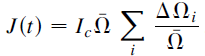 J(t) = I_c Ω̄ ∑_i ΔΩ_i / Ω̄